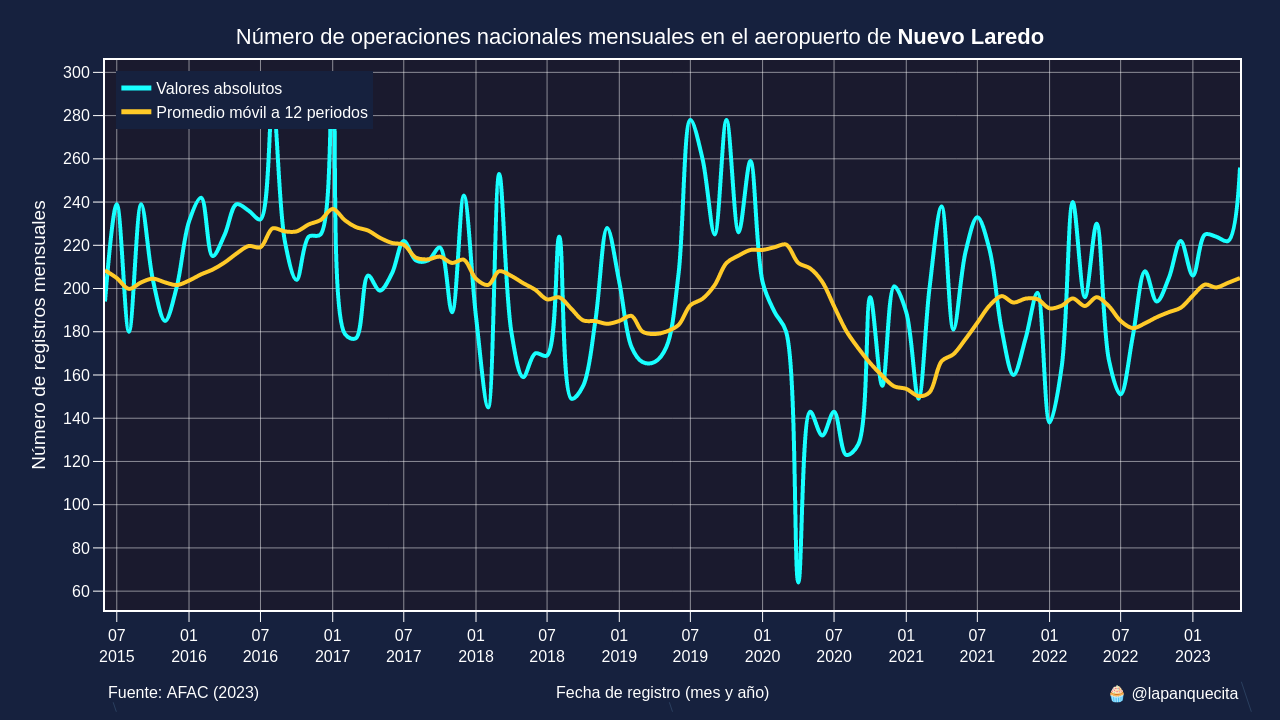 Número de operaciones nacionales mensuales en el aeropuerto de Nuevo Laredo
Valores absolutos
Promedio móvil a 12 periodos
Número de registros mensuales
300
280
260
240
220
200
180
160
140
120
100
80
60
07 01 07 01 07 01 07 01 07 01 07 01 07 01 07 01
2015 2016 2016 2017 2017 2018 2018 2019 2019 2020 2020 2021 2021 2022 2022 2023
Fuente: AFAC (2023)
Fecha de registro (mes y año)
🧁 @lapanquecita